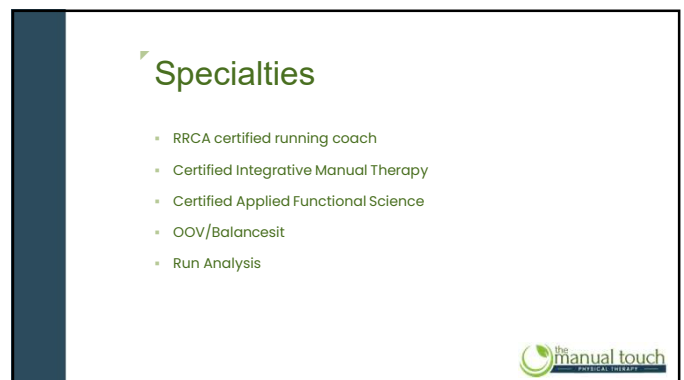 Specialties
RRCA certified running coach
Certified Integrative Manual Therapy
Certified Applied Functional Science
OOV/Balancesit
Run Analysis
the
manual touch
PHYSICAL THERAPY